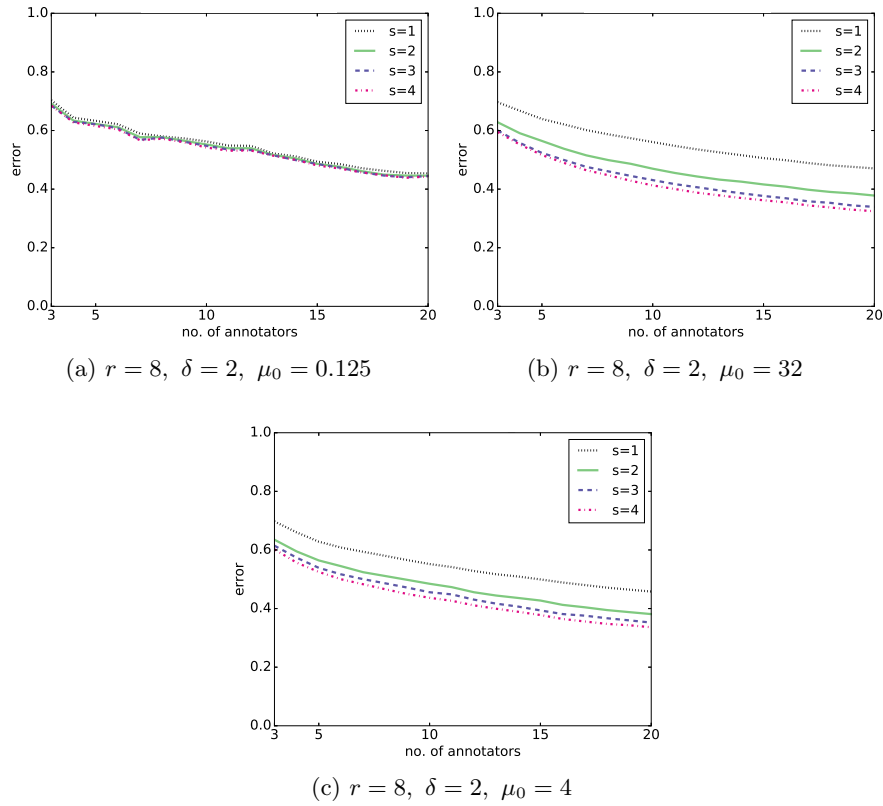 1.0
0.8
0.6
0.4
0.2
0.0
error
3 5 10 15 20
no. of annotators
s=1
s=2
s=3
s=4
(a) r = 8, δ = 2, μ₀ = 0.125
1.0
0.8
0.6
0.4
0.2
0.0
error
3 5 10 15 20
no. of annotators
s=1
s=2
s=3
s=4
(b) r = 8, δ = 2, μ₀ = 32
1.0
0.8
0.6
0.4
0.2
0.0
error
3 5 10 15 20
no. of annotators
s=1
s=2
s=3
s=4
(c) r = 8, δ = 2, μ₀ = 4